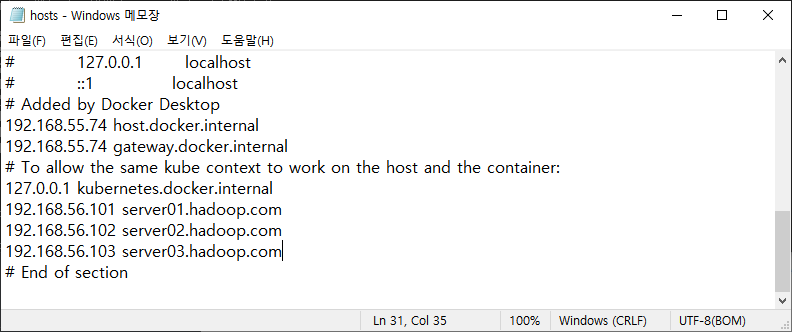 hosts - Windows 메모장
파일(F) 편집(E) 서식(O) 보기(V) 도움말(H)
# 127.0.0.1 localhost
# ::1 localhost
# Added by Docker Desktop
192.168.55.74 host.docker.internal
192.168.55.74 gateway.docker.internal
# To allow the same kube context to work on the host and the container:
127.0.0.1 kubernetes.docker.internal
192.168.56.101 server01.hadoop.com
192.168.56.102 server02.hadoop.com
192.168.56.103 server03.hadoop.com
# End of section
Ln 31, Col 35 100% Windows (CRLF) UTF-8(BOM)